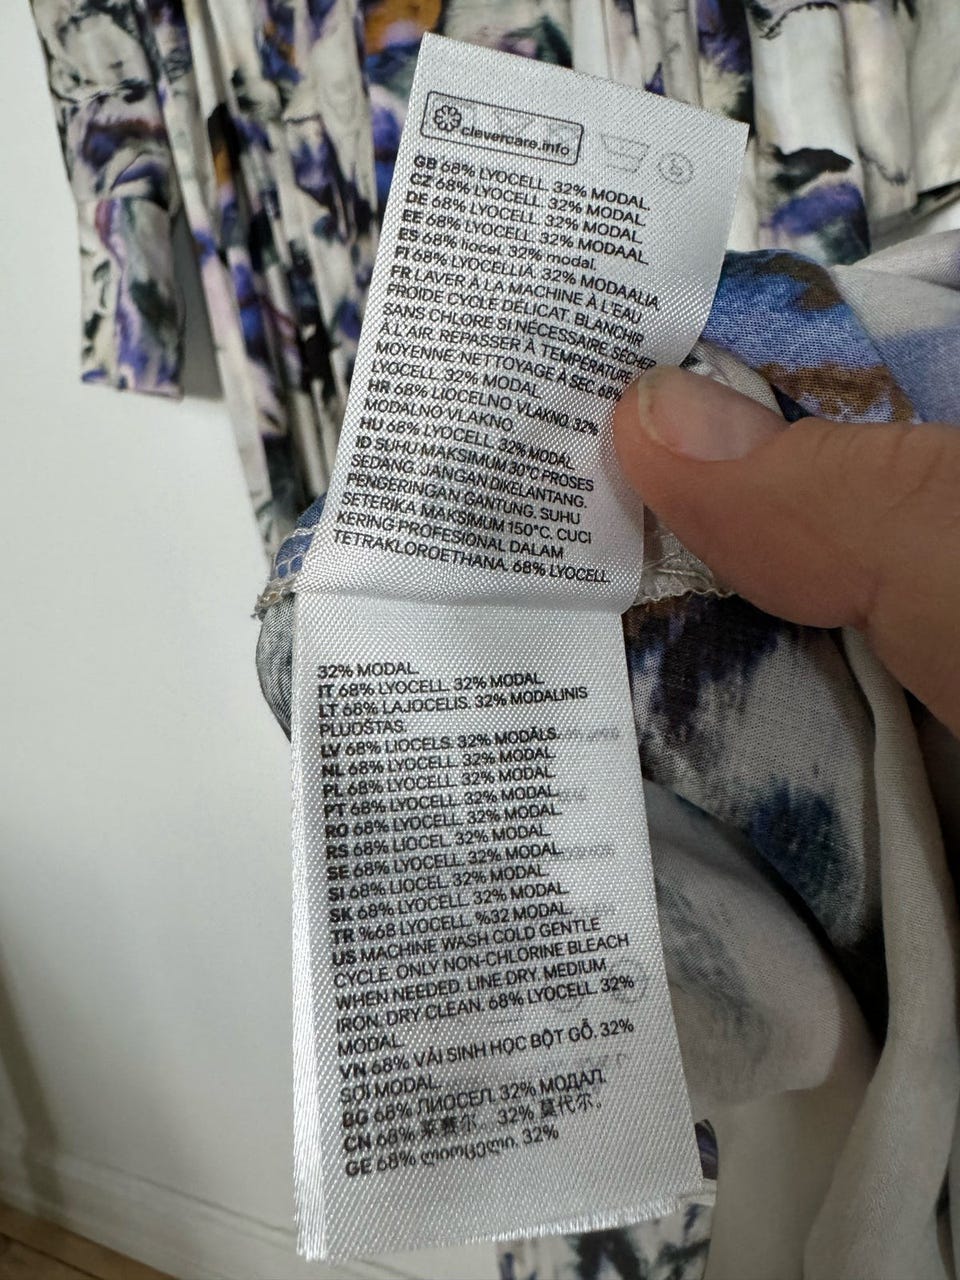 clevercare.info
GB 68% LYOCELL. 32% MODAL.
CZ 68% LYOCELL. 32% MODAL.
DE 68% LYOCELL. 32% MODAL.
EE 68% LYOCELL. 32% MODAAL.
ES 68% liocel. 32% modal.
FI 68% LYOCELLIA. 32% MODAALIA.
FR LAVER À LA MACHINE À L'EAU
FROIDE CYCLE DÉLICAT. BLANCHIR
SANS CHLORE SI NÉCESSAIRE. SÉCHER
À L'AIR. REPASSER À TEMPÉRATURE
MOYENNE. NETTOYAGE À SEC. 68%
LYOCELL. 32% MODAL.
HR 68% LIOCELNO VLAKNO. 32%
MODALNO VLAKNO.
HU 68% LYOCELL. 32% MODÁL.
ID SUHU MAKSIMUM 30°C PROSES
SEDANG. JANGAN DIKELANTANG.
PENGERINGAN GANTUNG. SUHU
SETERIKA MAKSIMUM 150°C. CUCI
KERING PROFESIONAL DALAM
TETRAKLOROETHANA. 68% LYOCELL.
32% MODAL.
IT 68% LYOCELL. 32% MODAL.
LT 68% LAJOCELIS. 32% MODALINIS
PLUOŠTAS.
LV 68% LIOCELS. 32% MODĀLS.
NL 68% LYOCELL. 32% MODAL.
PL 68% LYOCELL. 32% MODAL.
PT 68% LYOCELL. 32% MODAL.
RO 68% LYOCELL. 32% MODAL.
RS 68% LIOCEL. 32% MODAL.
SE 68% LYOCELL. 32% MODAL.
SI 68% LIOCEL. 32% MODAL.
SK 68% LYOCELL. 32% MODAL.
TR %68 LYOCELL. %32 MODAL.
US MACHINE WASH COLD GENTLE
CYCLE. ONLY NON-CHLORINE BLEACH
WHEN NEEDED. LINE DRY. MEDIUM
IRON. DRY CLEAN. 68% LYOCELL. 32%
MODAL.
VN 68% VẢI SINH HỌC BỘT GỖ. 32%
SỢI MODAL.
BG 68% ЛИОСЕЛ. 32% МОДАЛ.
CN 68% 莱赛尔. 32% 莫代尔.
GE 68% ლიოცელი. 32%